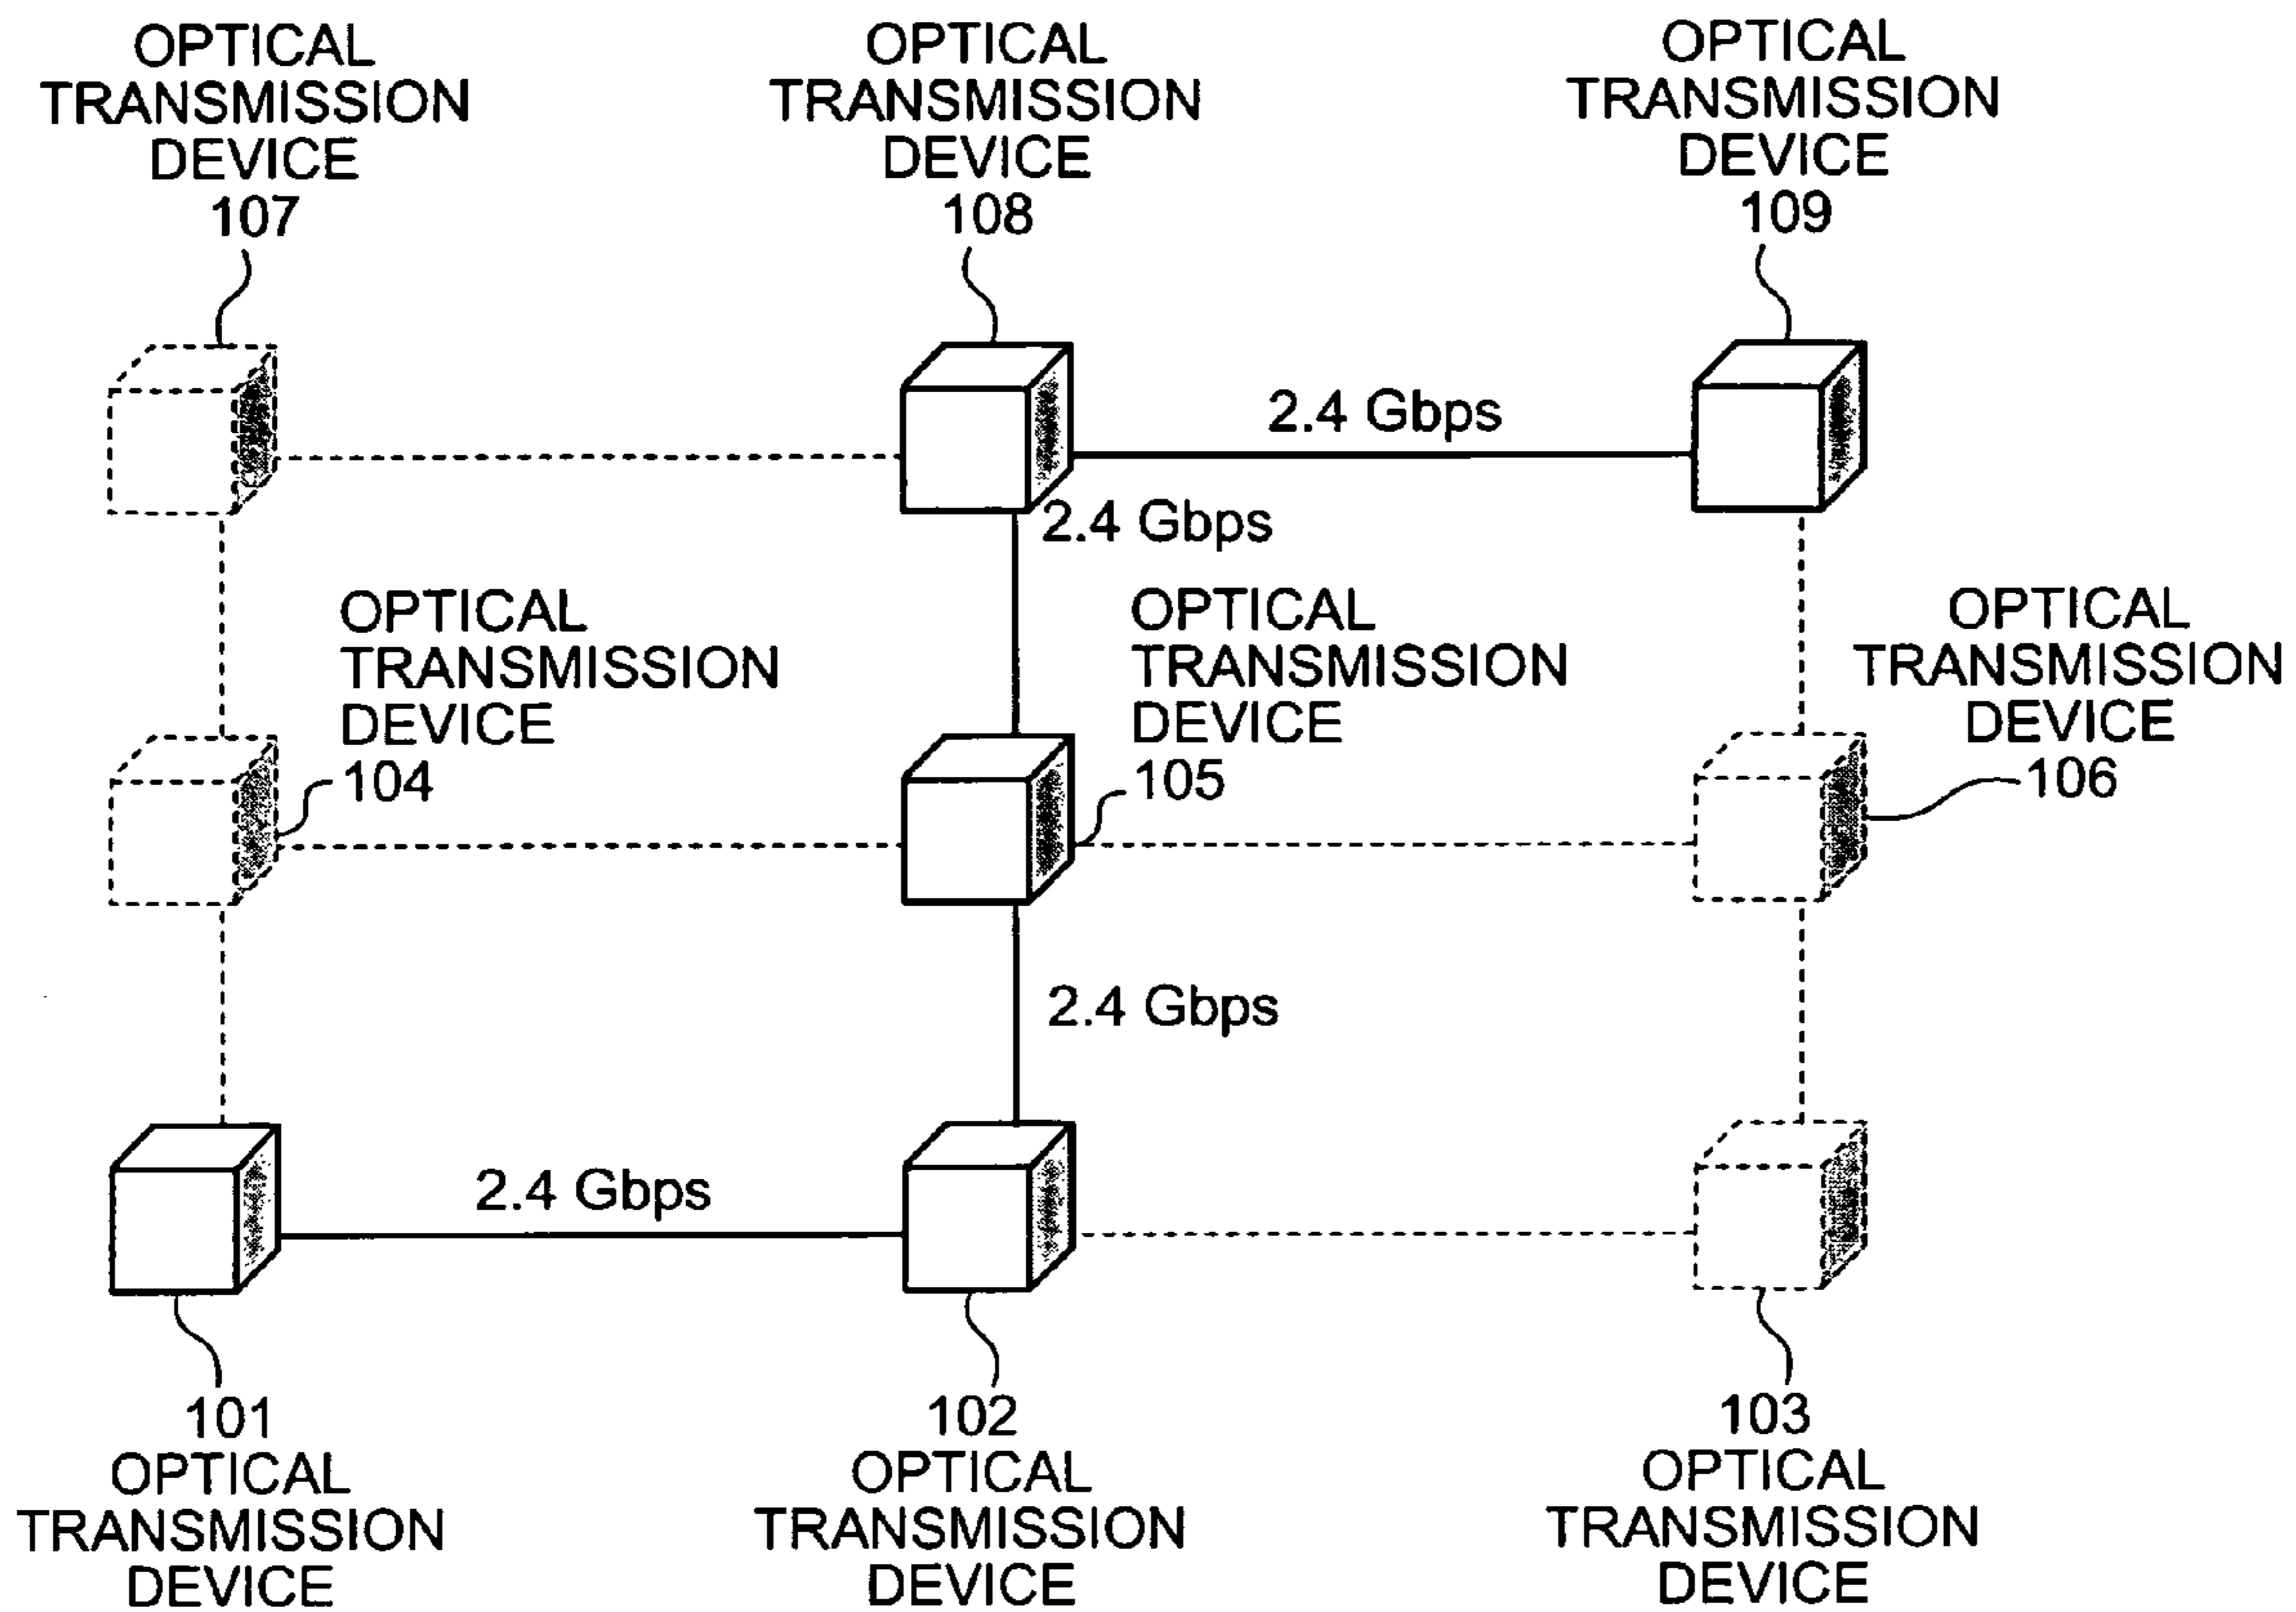 OPTICAL
TRANSMISSION
DEVICE
107
OPTICAL
TRANSMISSION
DEVICE
108
OPTICAL
TRANSMISSION
DEVICE
109
2.4 Gbps
2.4 Gbps
OPTICAL
TRANSMISSION
DEVICE
104
OPTICAL
TRANSMISSION
DEVICE
105
OPTICAL
TRANSMISSION
DEVICE
106
2.4 Gbps
2.4 Gbps
101
OPTICAL
TRANSMISSION
DEVICE
102
OPTICAL
TRANSMISSION
DEVICE
103
OPTICAL
TRANSMISSION
DEVICE